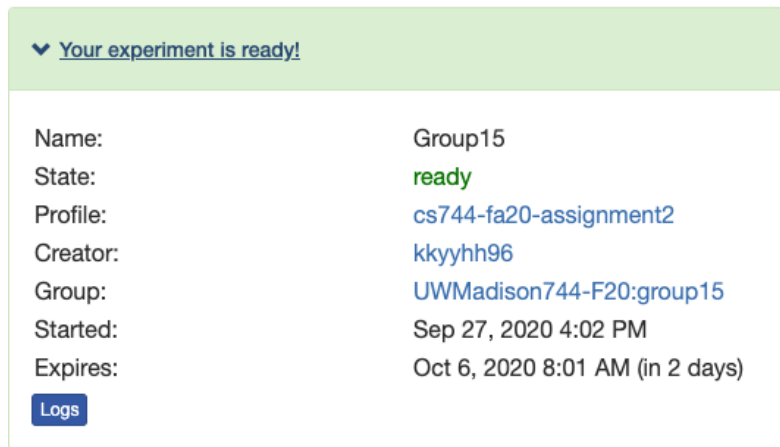 Your experiment is ready!
Name: Group15
State: ready
Profile: cs744-fa20-assignment2
Creator: kkyyhh96
Group: UWMadison744-F20:group15
Started: Sep 27, 2020 4:02 PM
Expires: Oct 6, 2020 8:01 AM (in 2 days)
Logs